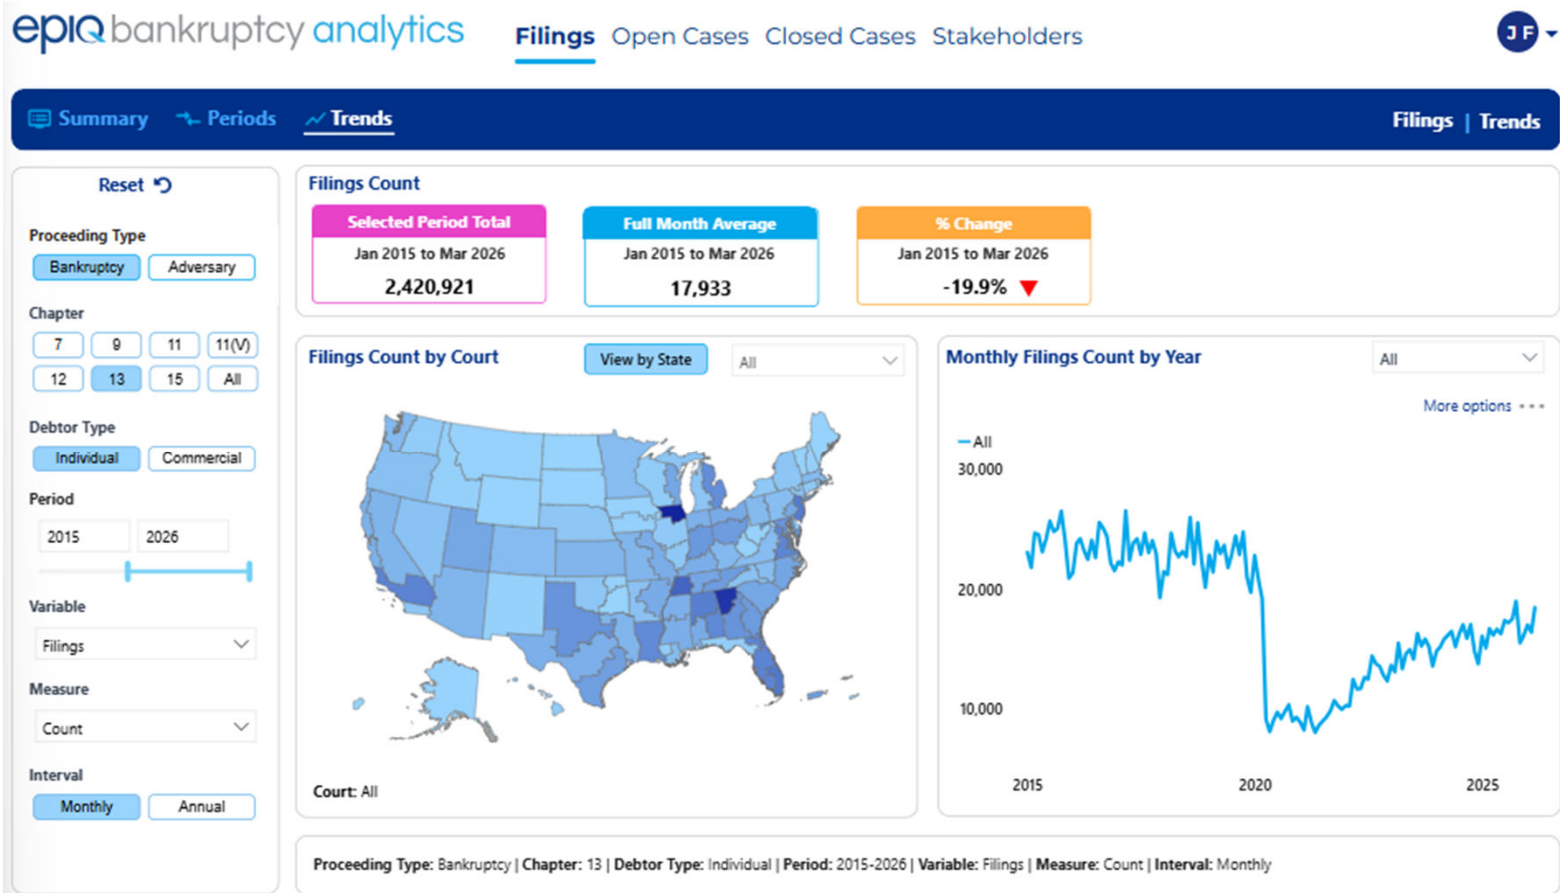 epiq bankruptcy analytics
Filings Open Cases Closed Cases Stakeholders
J F
Summary Periods Trends
Filings | Trends
Reset
Proceeding Type
Bankruptcy Adversary
Chapter
7 9 11 11(V)
12 13 15 All
Debtor Type
Individual Commercial
Period
2015 2026
Variable
Filings
Measure
Count
Interval
Monthly Annual
Filings Count
Selected Period Total
Jan 2015 to Mar 2026
2,420,921
Full Month Average
Jan 2015 to Mar 2026
17,933
% Change
Jan 2015 to Mar 2026
-19.9%
Filings Count by Court
View by State
All
Court: All
Monthly Filings Count by Year
All
More options
All
30,000
20,000
10,000
2015 2020 2025
Proceeding Type: Bankruptcy | Chapter: 13 | Debtor Type: Individual | Period: 2015-2026 | Variable: Filings | Measure: Count | Interval: Monthly